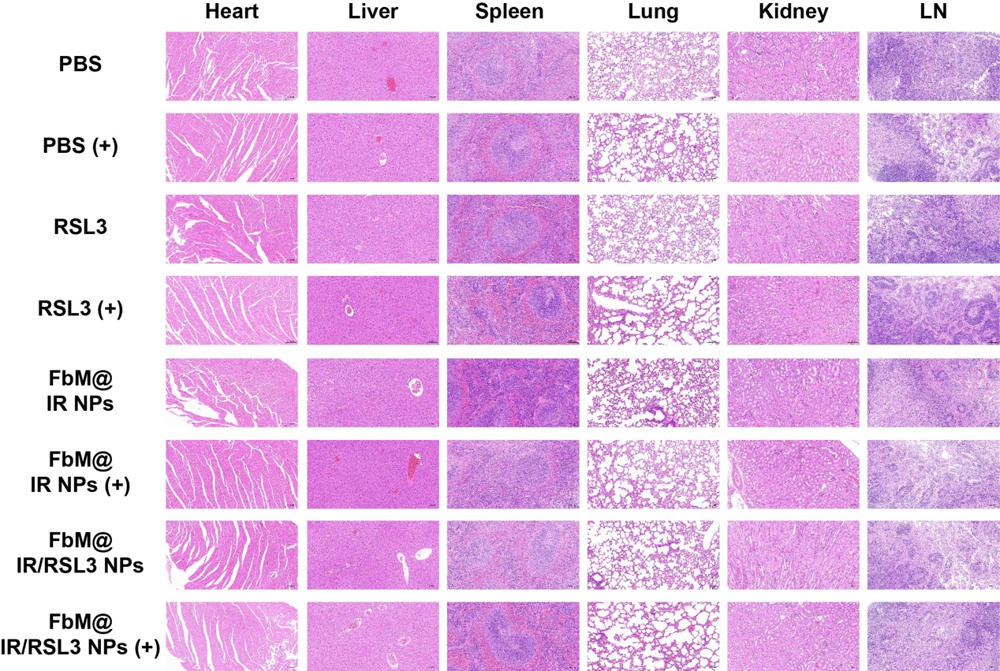 Heart Liver Spleen Lung Kidney LN
PBS
PBS (+)
RSL3
RSL3 (+)
FbM@
IR NPs
FbM@
IR NPs (+)
FbM@
IR/RSL3 NPs
FbM@
IR/RSL3 NPs (+)